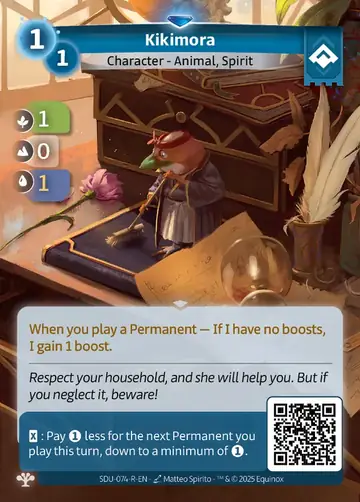 1
1
Kikimora
Character - Animal, Spirit
1
0
1
When you play a Permanent — If I have no boosts,
I gain 1 boost.
Respect your household, and she will help you. But if
you neglect it, beware!
X : Pay 1 less for the next Permanent you
play this turn, down to a minimum of 1.
SDU-074-R-EN - Matteo Spirito - ™ & © 2025 Equinox